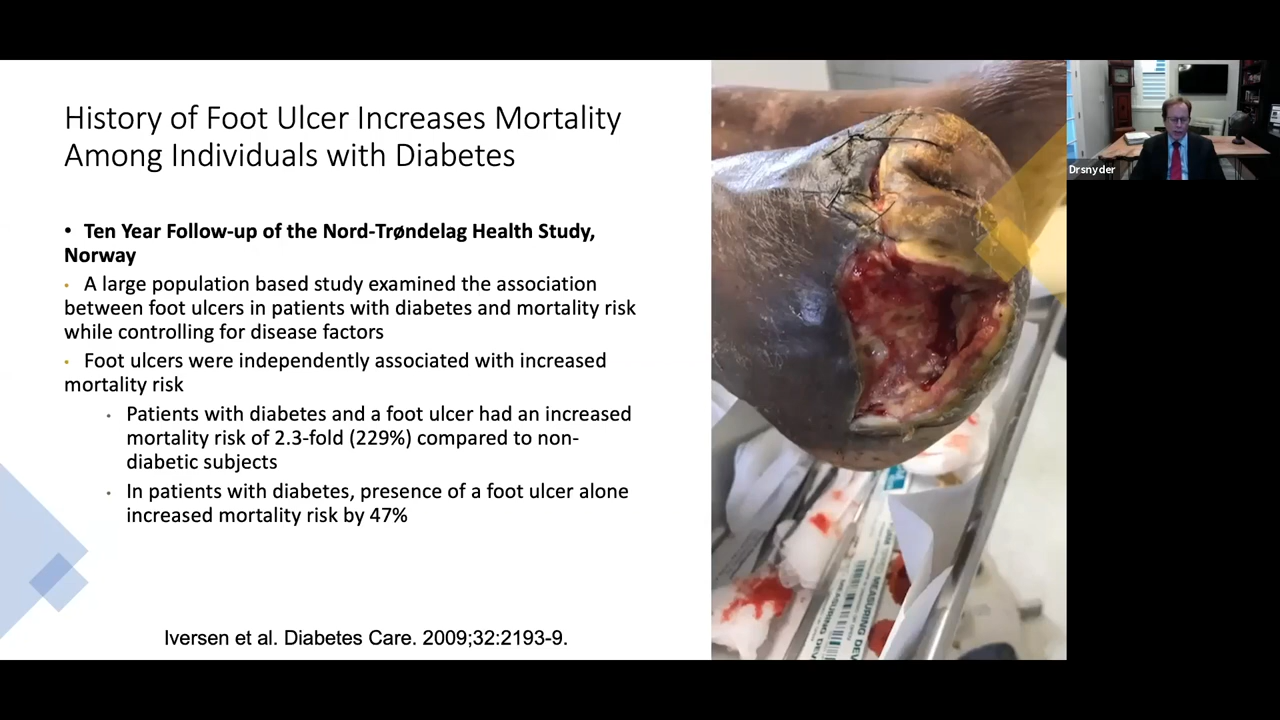 History of Foot Ulcer Increases Mortality
Among Individuals with Diabetes
• Ten Year Follow-up of the Nord-Trøndelag Health Study,
Norway
• A large population based study examined the association
between foot ulcers in patients with diabetes and mortality risk
while controlling for disease factors
• Foot ulcers were independently associated with increased
mortality risk
• Patients with diabetes and a foot ulcer had an increased
mortality risk of 2.3-fold (229%) compared to non-
diabetic subjects
• In patients with diabetes, presence of a foot ulcer alone
increased mortality risk by 47%
Iversen et al. Diabetes Care. 2009;32:2193-9.
Drsnyder
MEASURING DEV
MEASURING DEV